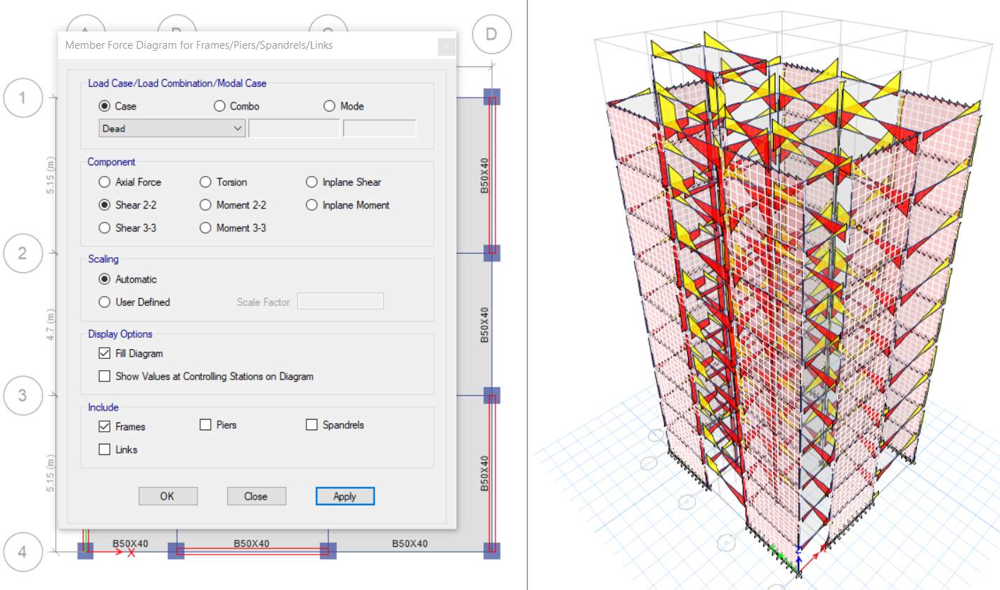 D
Member Force Diagram for Frames/Piers/Spandrels/Links
1
Load Case/Load Combination/Modal Case
Case Combo Mode
Dead
Component
Axial Force Torsion Inplane Shear
Shear 2-2 Moment 2-2 Inplane Moment
Shear 3-3 Moment 3-3
5.15 (m)
B50X40
2
Scaling
Automatic
User Defined Scale Factor
4.7 (m)
B50X40
Display Options
Fill Diagram
Show Values at Controlling Stations on Diagram
3
Include
Frames Piers Spandrels
Links
5.15 (m)
B50X40
OK Close Apply
4
B50X40 B50X40 B50X40
X
Z
X